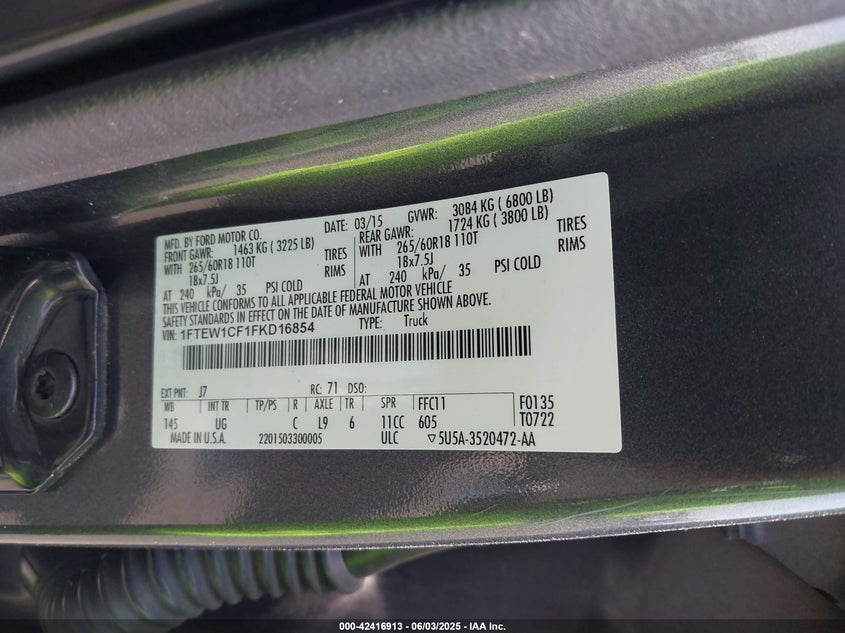 MFD. BY FORD MOTOR CO. DATE: 03/15 GVWR: 3084 KG ( 6800 LB)
FRONT GAWR: 1463 KG ( 3225 LB) REAR GAWR: 1724 KG ( 3800 LB)
WITH 265/60R18 110T TIRES WITH 265/60R18 110T TIRES
18x7.5J RIMS 18x7.5J RIMS
AT 240 kPa/ 35 PSI COLD AT 240 kPa/ 35 PSI COLD
THIS VEHICLE CONFORMS TO ALL APPLICABLE FEDERAL MOTOR VEHICLE
SAFETY STANDARDS IN EFFECT ON THE DATE OF MANUFACTURE SHOWN ABOVE.
VIN: 1FTEW1CF1FKD16854 TYPE: Truck
EXT PNT: J7 RC: 71 DSO:
WB INT TR TP/PS R AXLE TR SPR FFC11 F0135
145 UG C L9 6 11CC 605 T0722
MADE IN U.S.A. 2201503300005 ULC ▽5U5A-3520472-AA
000-42416913 - 06/03/2025 - IAA Inc.